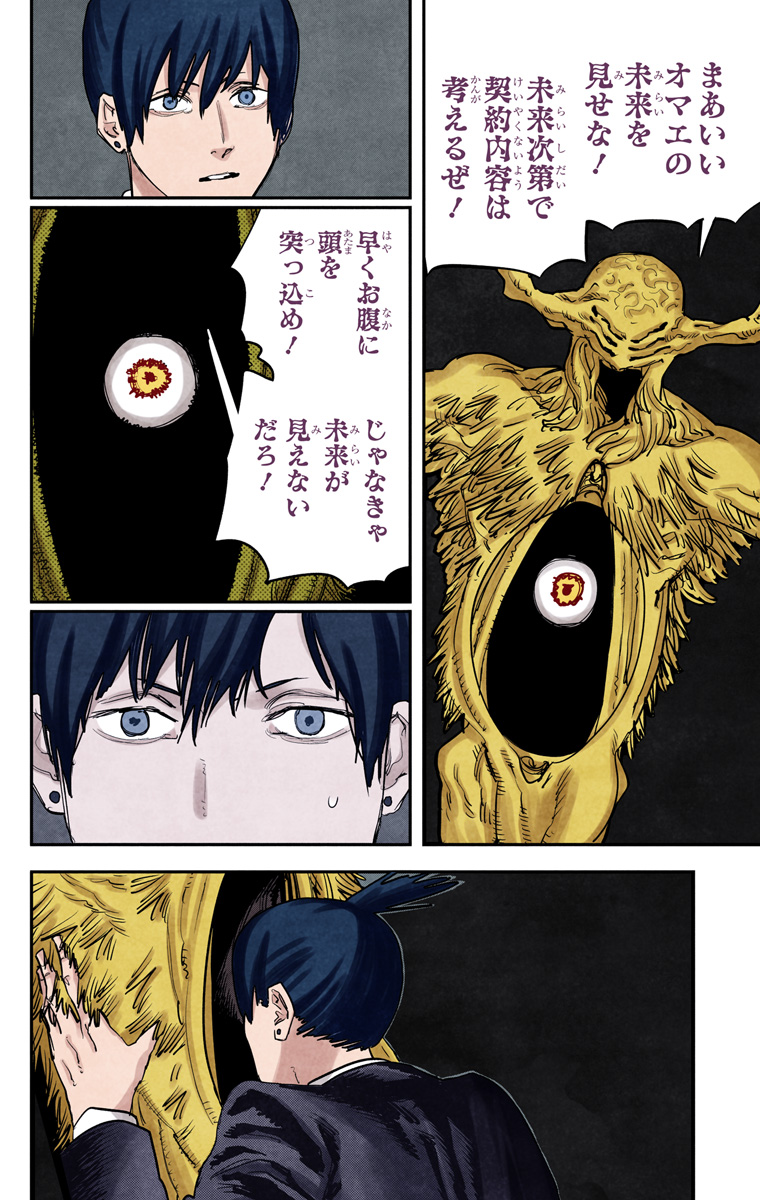 まあいい
オマエの
未来を
見せな！
未来次第で
契約内容は
考えるぜ！
早くお腹に
頭を
突っ込め！
じゃなきゃ
未来が
見えない
だろ！